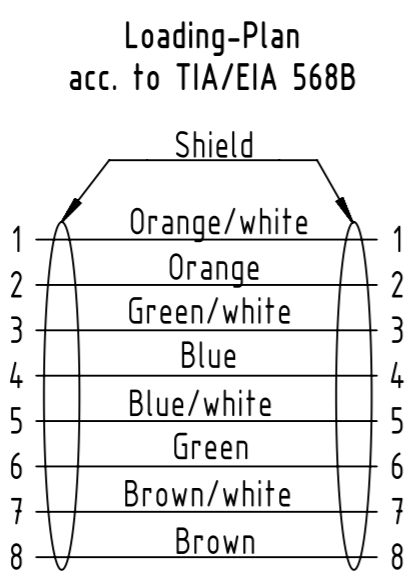 Loading-Plan
acc. to TIA/EIA 568B
Shield
1 Orange/white 1
2 Orange 2
3 Green/white 3
4 Blue 4
5 Blue/white 5
6 Green 6
7 Brown/white 7
8 Brown 8